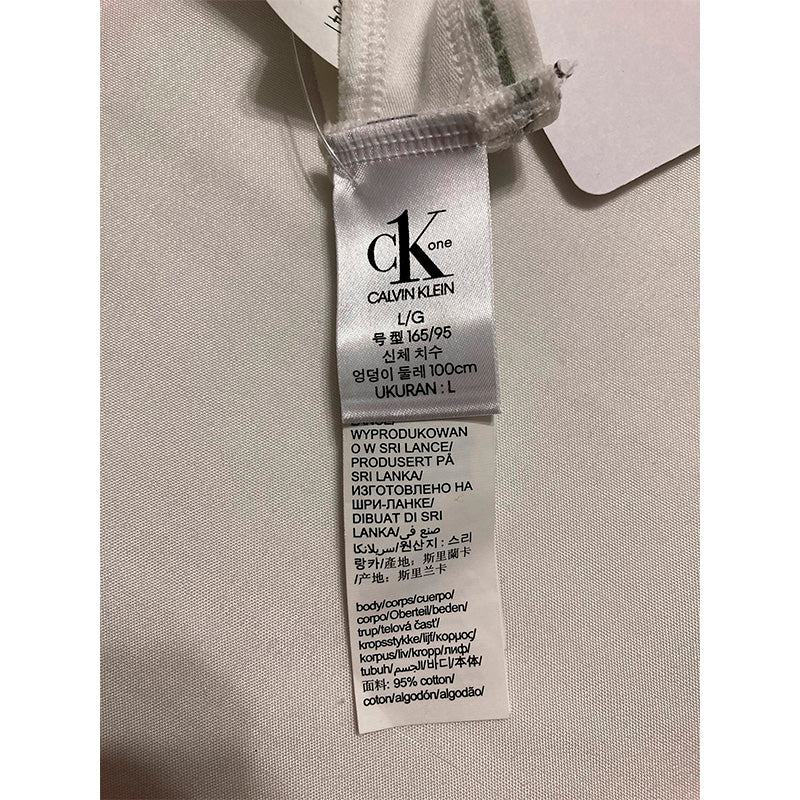 CK one
CALVIN KLEIN
L/G
号型 165/95
신체 치수
엉덩이 둘레 100cm
UKURAN : L
WYPRODUKOWAN
O W SRI LANCE/
PRODUSERT PÅ
SRI LANKA/
ИЗГОТОВЛЕНО НА
ШРИ-ЛАНКЕ/
DIBUAT DI SRI
LANKA/صنع في
سريلانكا/원산지 : 스리
랑카/產地: 斯里蘭卡
/产地: 斯里兰卡
body/corps/cuerpo/
corpo/Oberteil/beden/
trup/telová časť/
kropsstykke/lijf/κορμος/
korpus/liv/kropp/лиф/
tubuh/الجسم/바디/本体/
面料: 95% cotton/
coton/algodón/algodão/